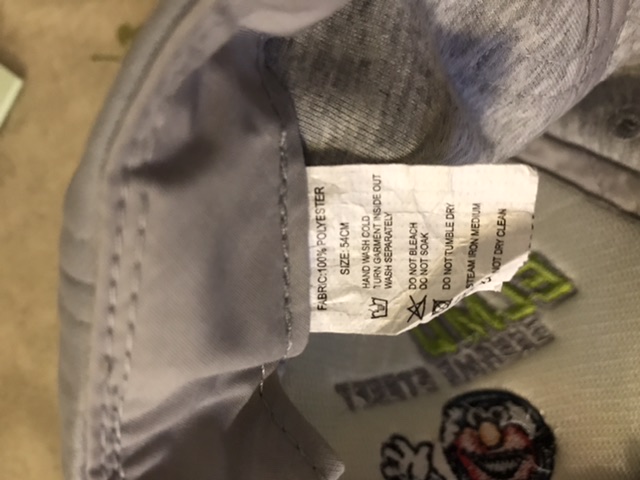 FABRIC:100% POLYESTER
SIZE: 54CM
HAND WASH COLD
TURN GARMENT INSIDE OUT
WASH SEPARATELY
DO NOT BLEACH
DO NOT SOAK
DO NOT TUMBLE DRY
STEAM IRON MEDIUM
NOT DRY CLEAN
ELMO
SESAME STREET